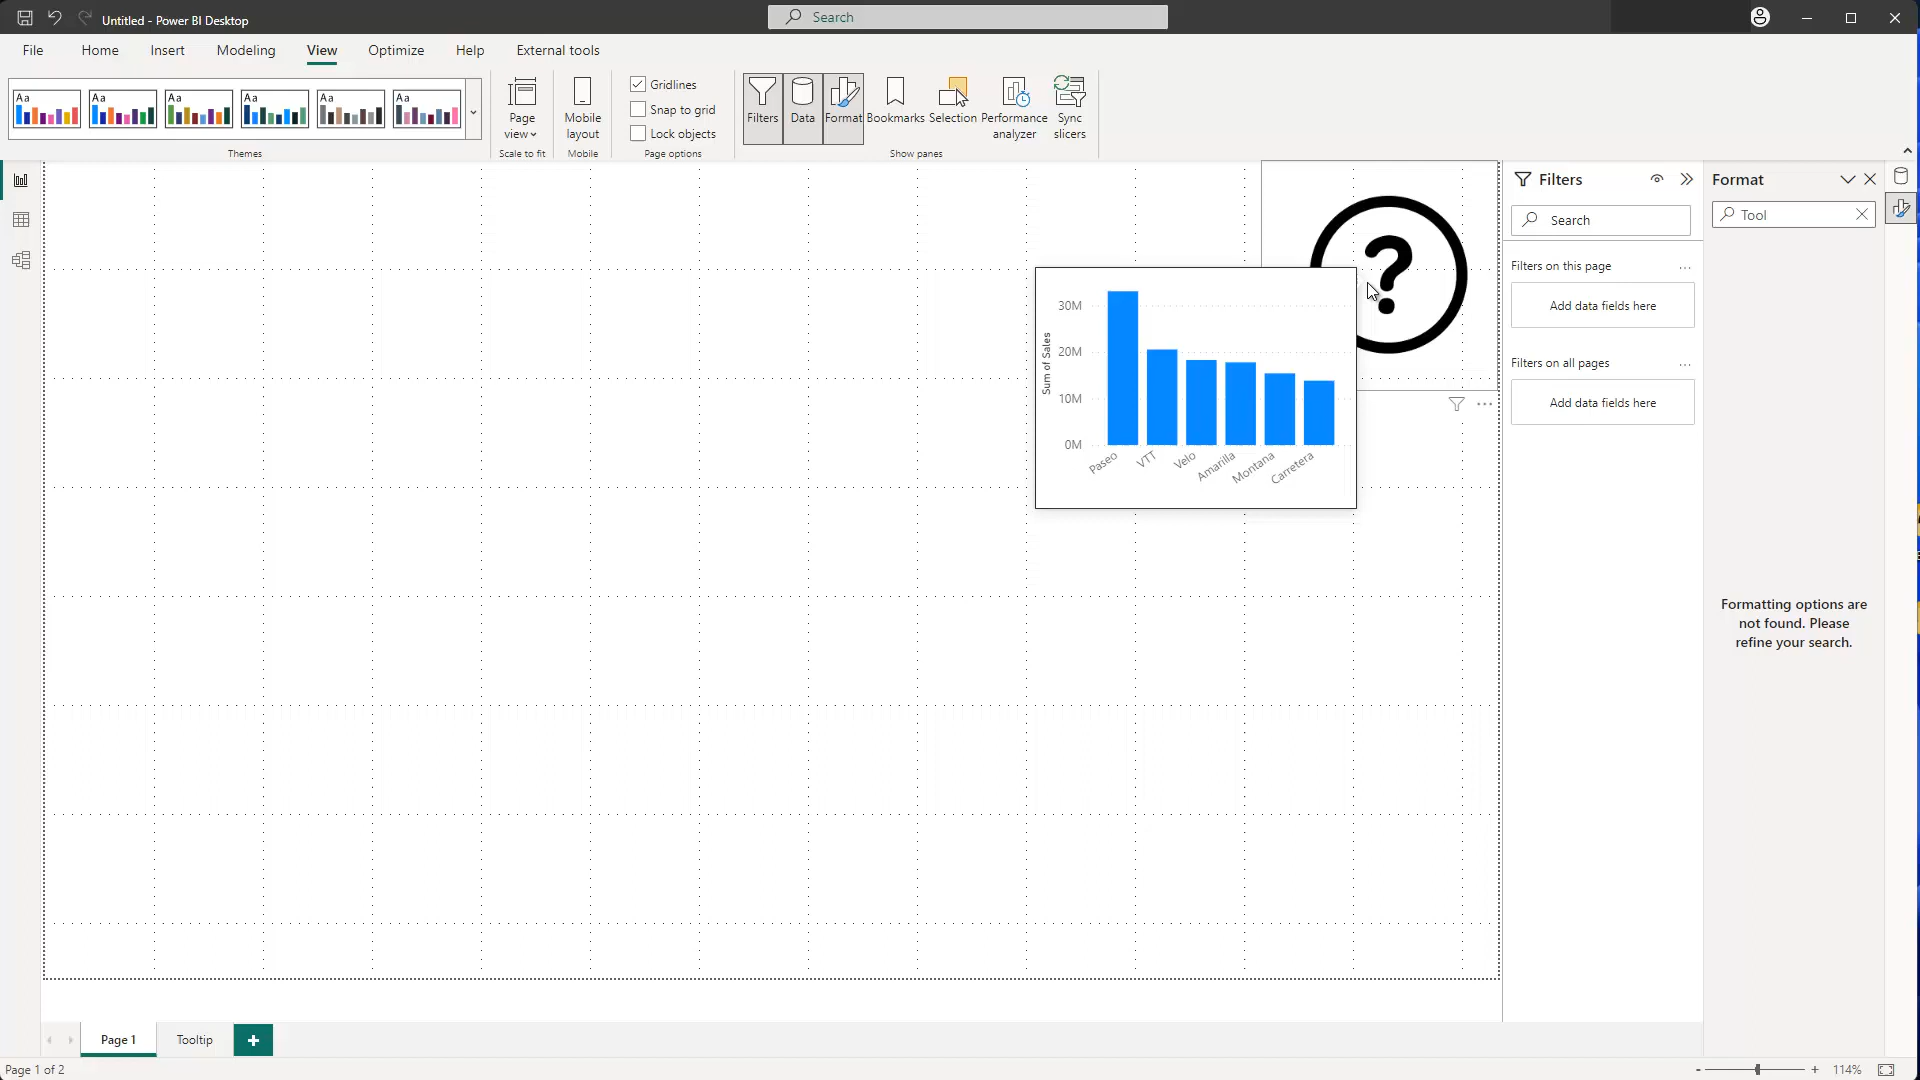 Untitled - Power BI Desktop
Search
File
Home
Insert
Modeling
View
Optimize
Help
External tools
Aa
Aa
Aa
Aa
Aa
Aa
Themes
Page
view
Scale to fit
Mobile
layout
Mobile
Gridlines
Snap to grid
Lock objects
Page options
Filters
Data
Format
Bookmarks
Selection
Performance
analyzer
Sync
slicers
Show panes
?
Sum of Sales
30M
20M
10M
0M
Paseo
VTT
Velo
Amarilla
Montana
Carretera
Filters
Search
Filters on this page
Add data fields here
Filters on all pages
Add data fields here
Format
Tool
Formatting options are
not found. Please
refine your search.
Page 1
Tooltip
Page 1 of 2
- + 114%